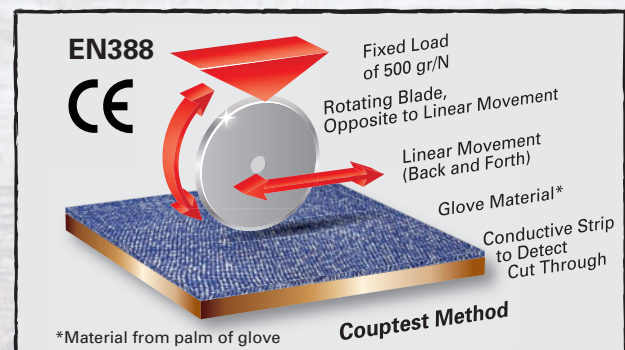 EN388
CE
Fixed Load
of 500 gr/N
Rotating Blade,
Opposite to Linear Movement
Linear Movement
(Back and Forth)
Glove Material*
Conductive Strip
to Detect
Cut Through
Couptest Method
*Material from palm of glove